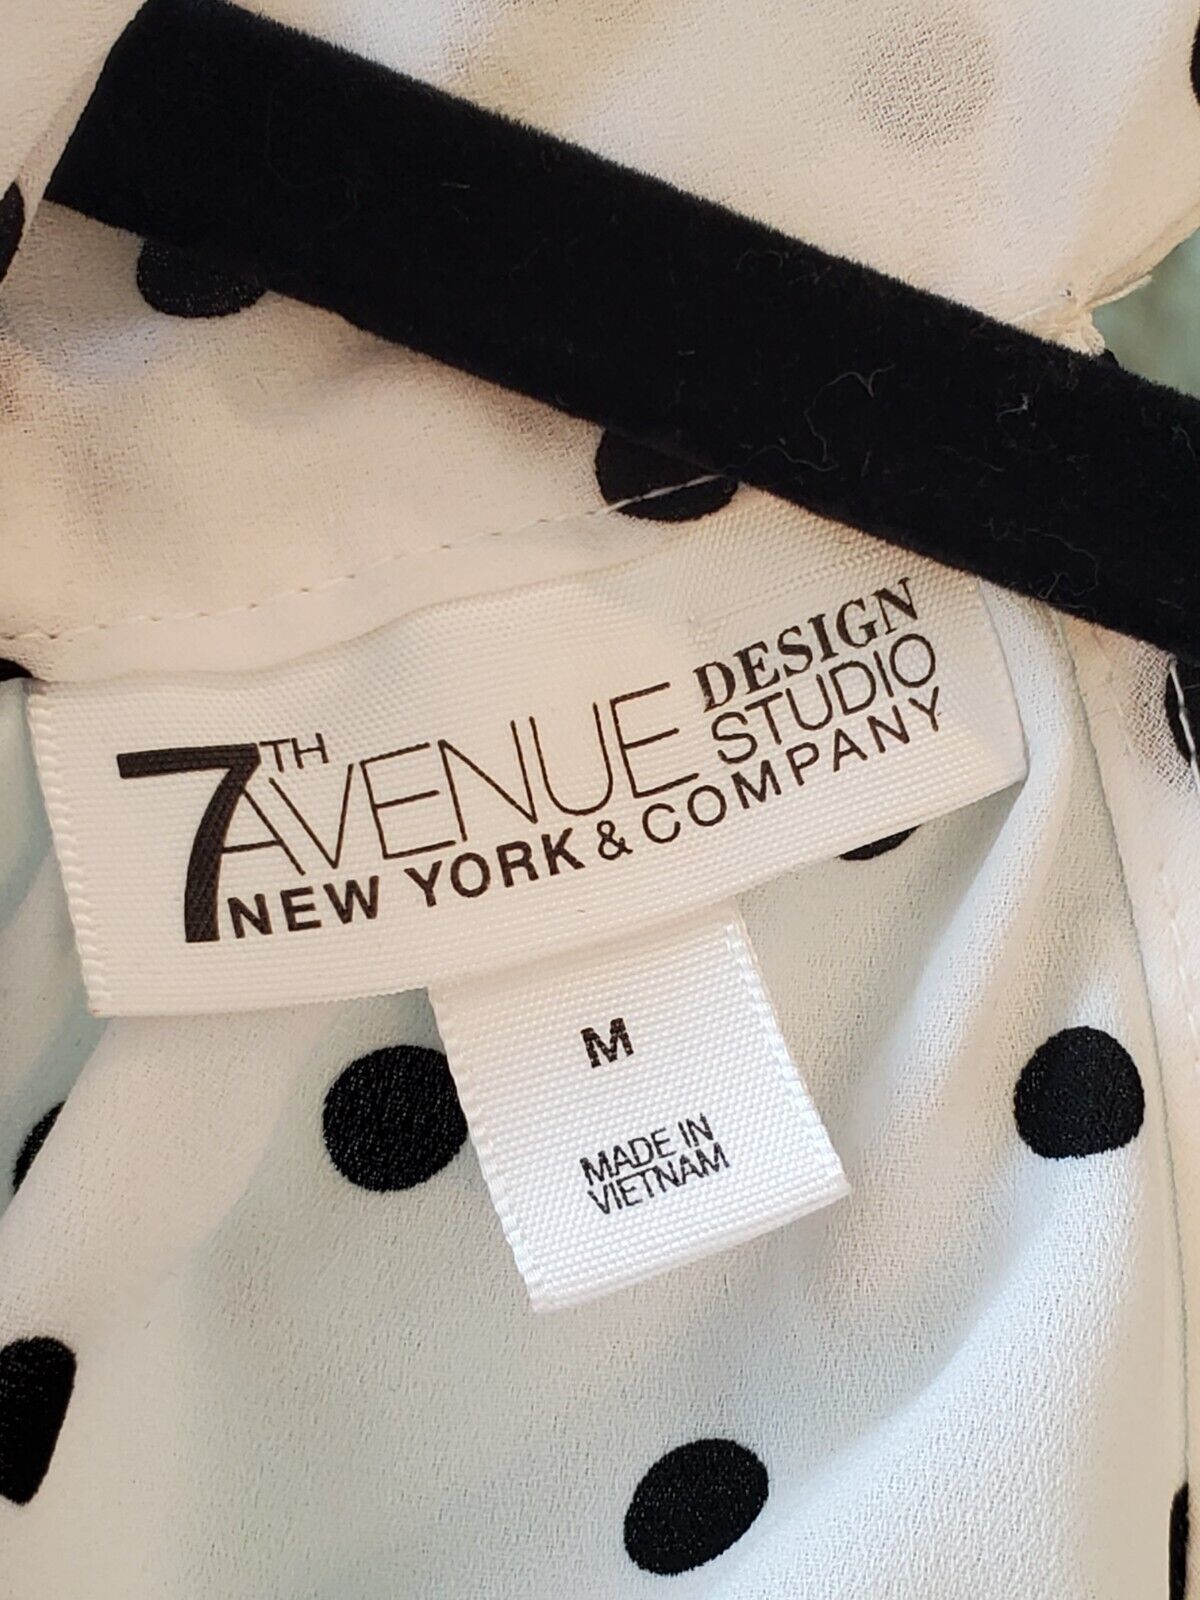 7TH AVENUE DESIGN STUDIO
NEW YORK & COMPANY
M
MADE IN
VIETNAM